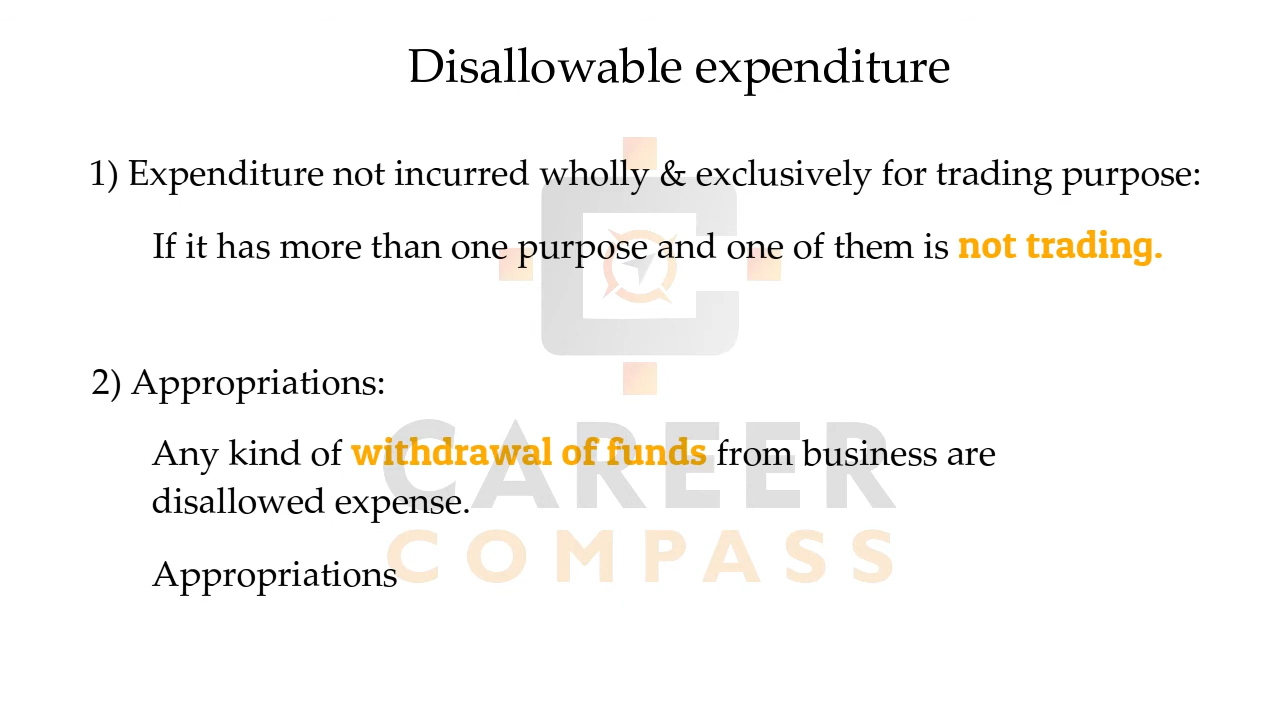 Disallowable expenditure
1) Expenditure not incurred wholly & exclusively for trading purpose:
If it has more than one purpose and one of them is not trading.
2) Appropriations:
Any kind of withdrawal of funds from business are
disallowed expense.
Appropriations
CAREER
COMPASS